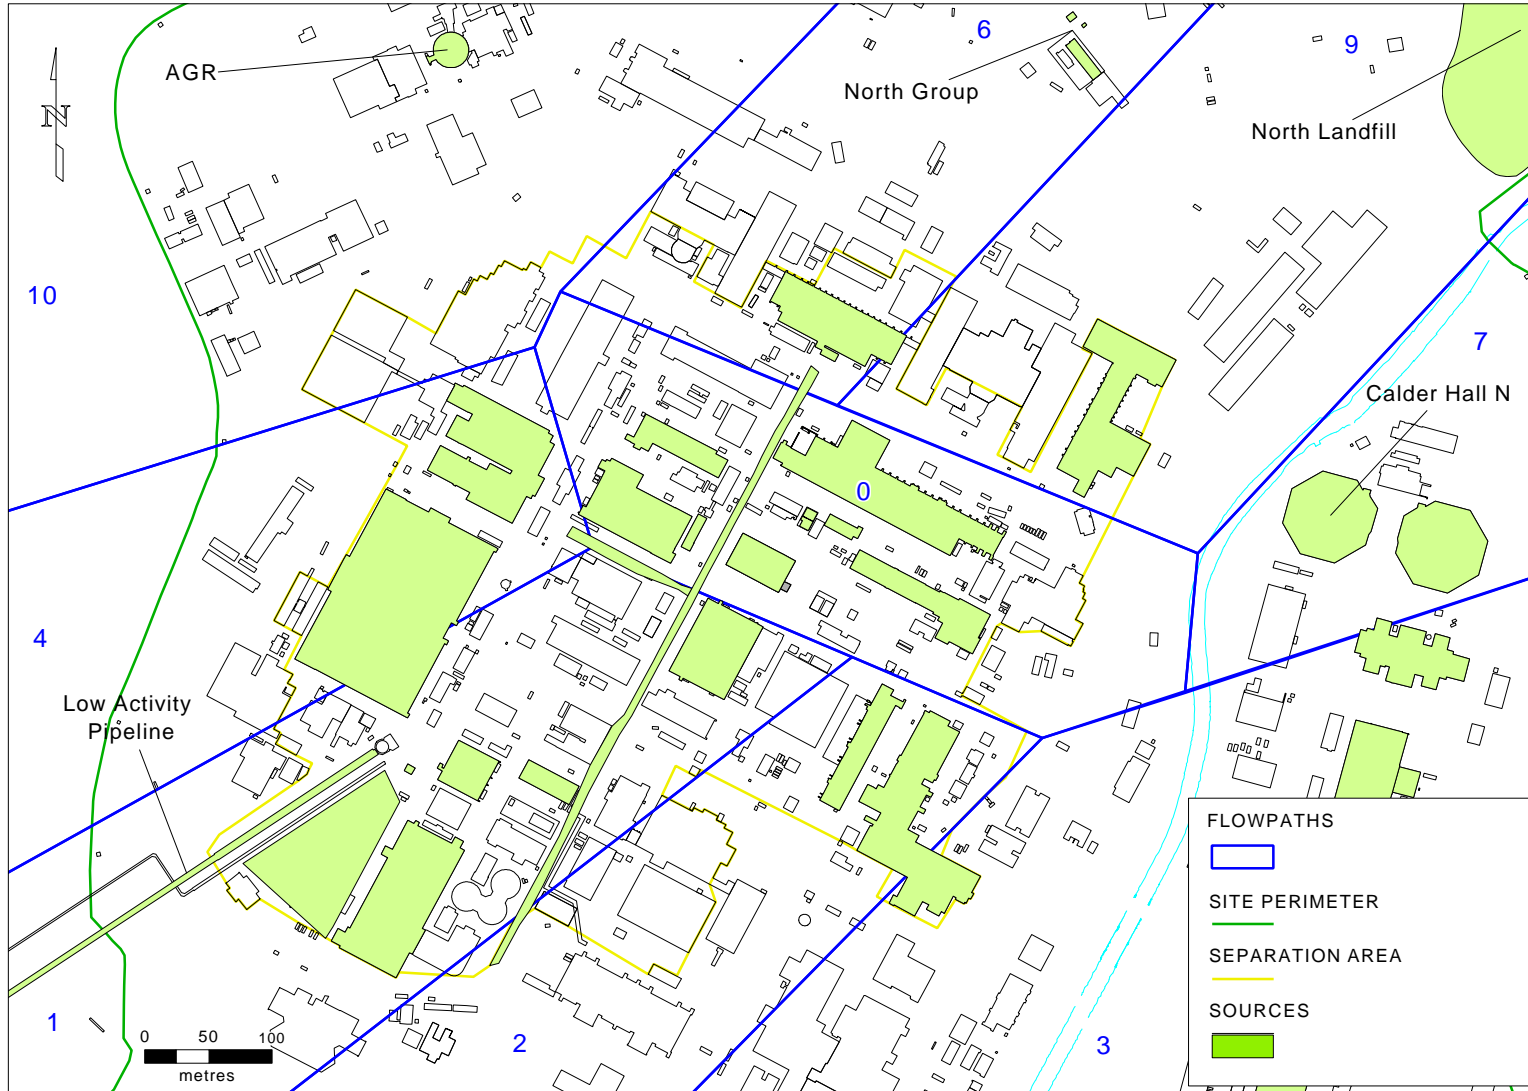 6
9
AGR
North Group
North Landfill
N
10
7
Calder Hall N
0
4
Low Activity
Pipeline
FLOWPATHS
SITE PERIMETER
SEPARATION AREA
SOURCES
1
0 50 100
metres
2
3